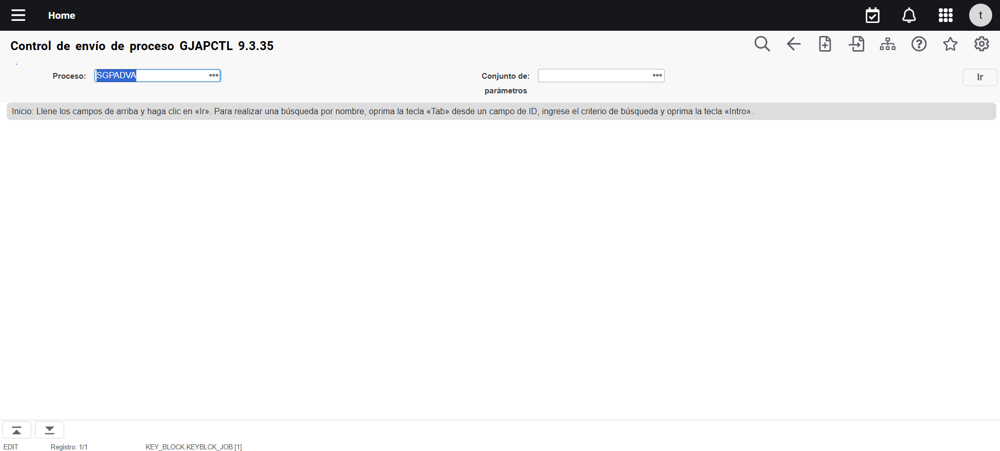 Home
t
Control de envío de proceso GJAPCTL 9.3.35
.
Proceso: SGPADVA ••• Conjunto de: ••• Ir
parámetros
Inicio: Llene los campos de arriba y haga clic en «Ir». Para realizar una búsqueda por nombre, oprima la tecla «Tab» desde un campo de ID, ingrese el criterio de búsqueda y oprima la tecla «Intro».
EDIT Registro: 1/1 KEY_BLOCK.KEYBLCK_JOB [1]